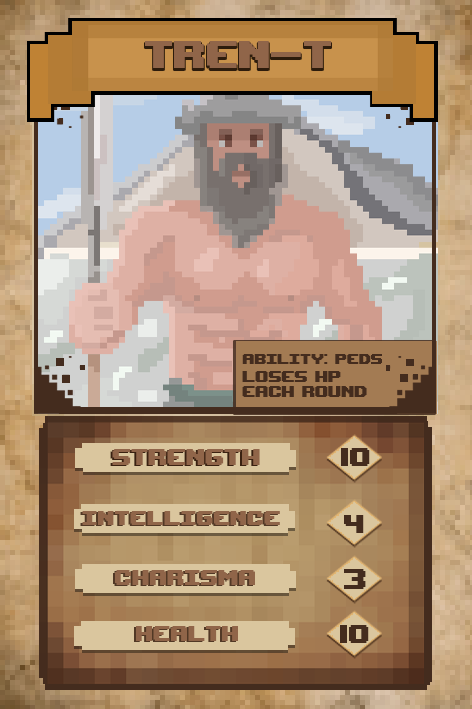 TREN-T
ABILITY: PEDS
LOSES HP
EACH ROUND
STRENGTH 10
INTELLIGENCE 4
CHARISMA 3
HEALTH 10